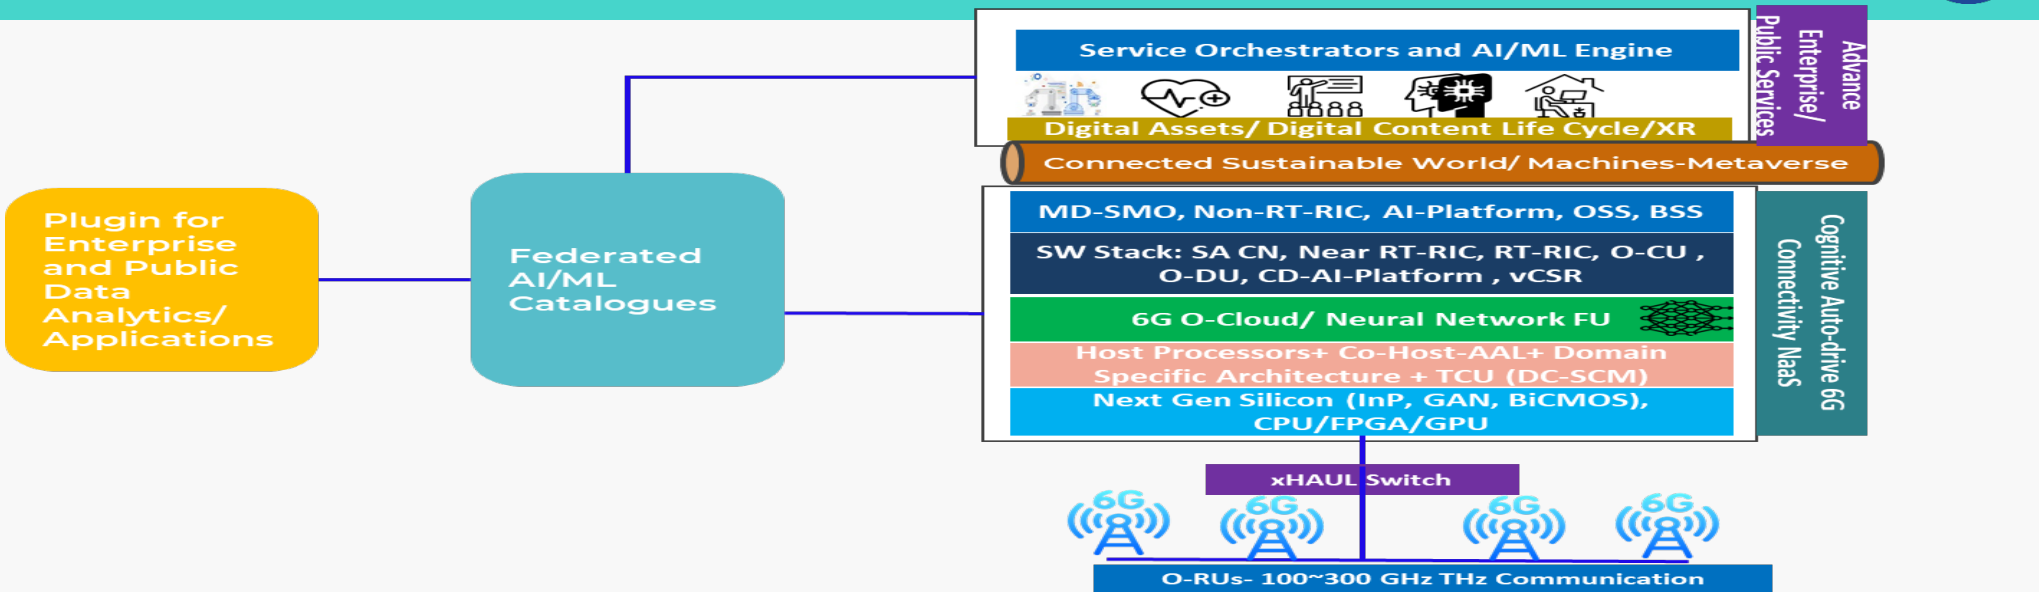 Service Orchestrators and AI/ML Engine
Digital Assets/ Digital Content Life Cycle/XR
Advance
Enterprise/
Public Services
Connected Sustainable World/ Machines-Metaverse
Plugin for
Enterprise
and Public
Data
Analytics/
Applications
Federated
AI/ML
Catalogues
MD-SMO, Non-RT-RIC, AI-Platform, OSS, BSS
SW Stack: SA CN, Near RT-RIC, RT-RIC, O-CU ,
O-DU, CD-AI-Platform , vCSR
6G O-Cloud/ Neural Network FU
Host Processors+ Co-Host-AAL+ Domain
Specific Architecture + TCU (DC-SCM)
Next Gen Silicon (InP, GAN, BiCMOS),
CPU/FPGA/GPU
Cognitive Auto-drive 6G
Connectivity NaaS
xHAUL Switch
6G
6G
6G
6G
O-RUs- 100~300 GHz THz Communication